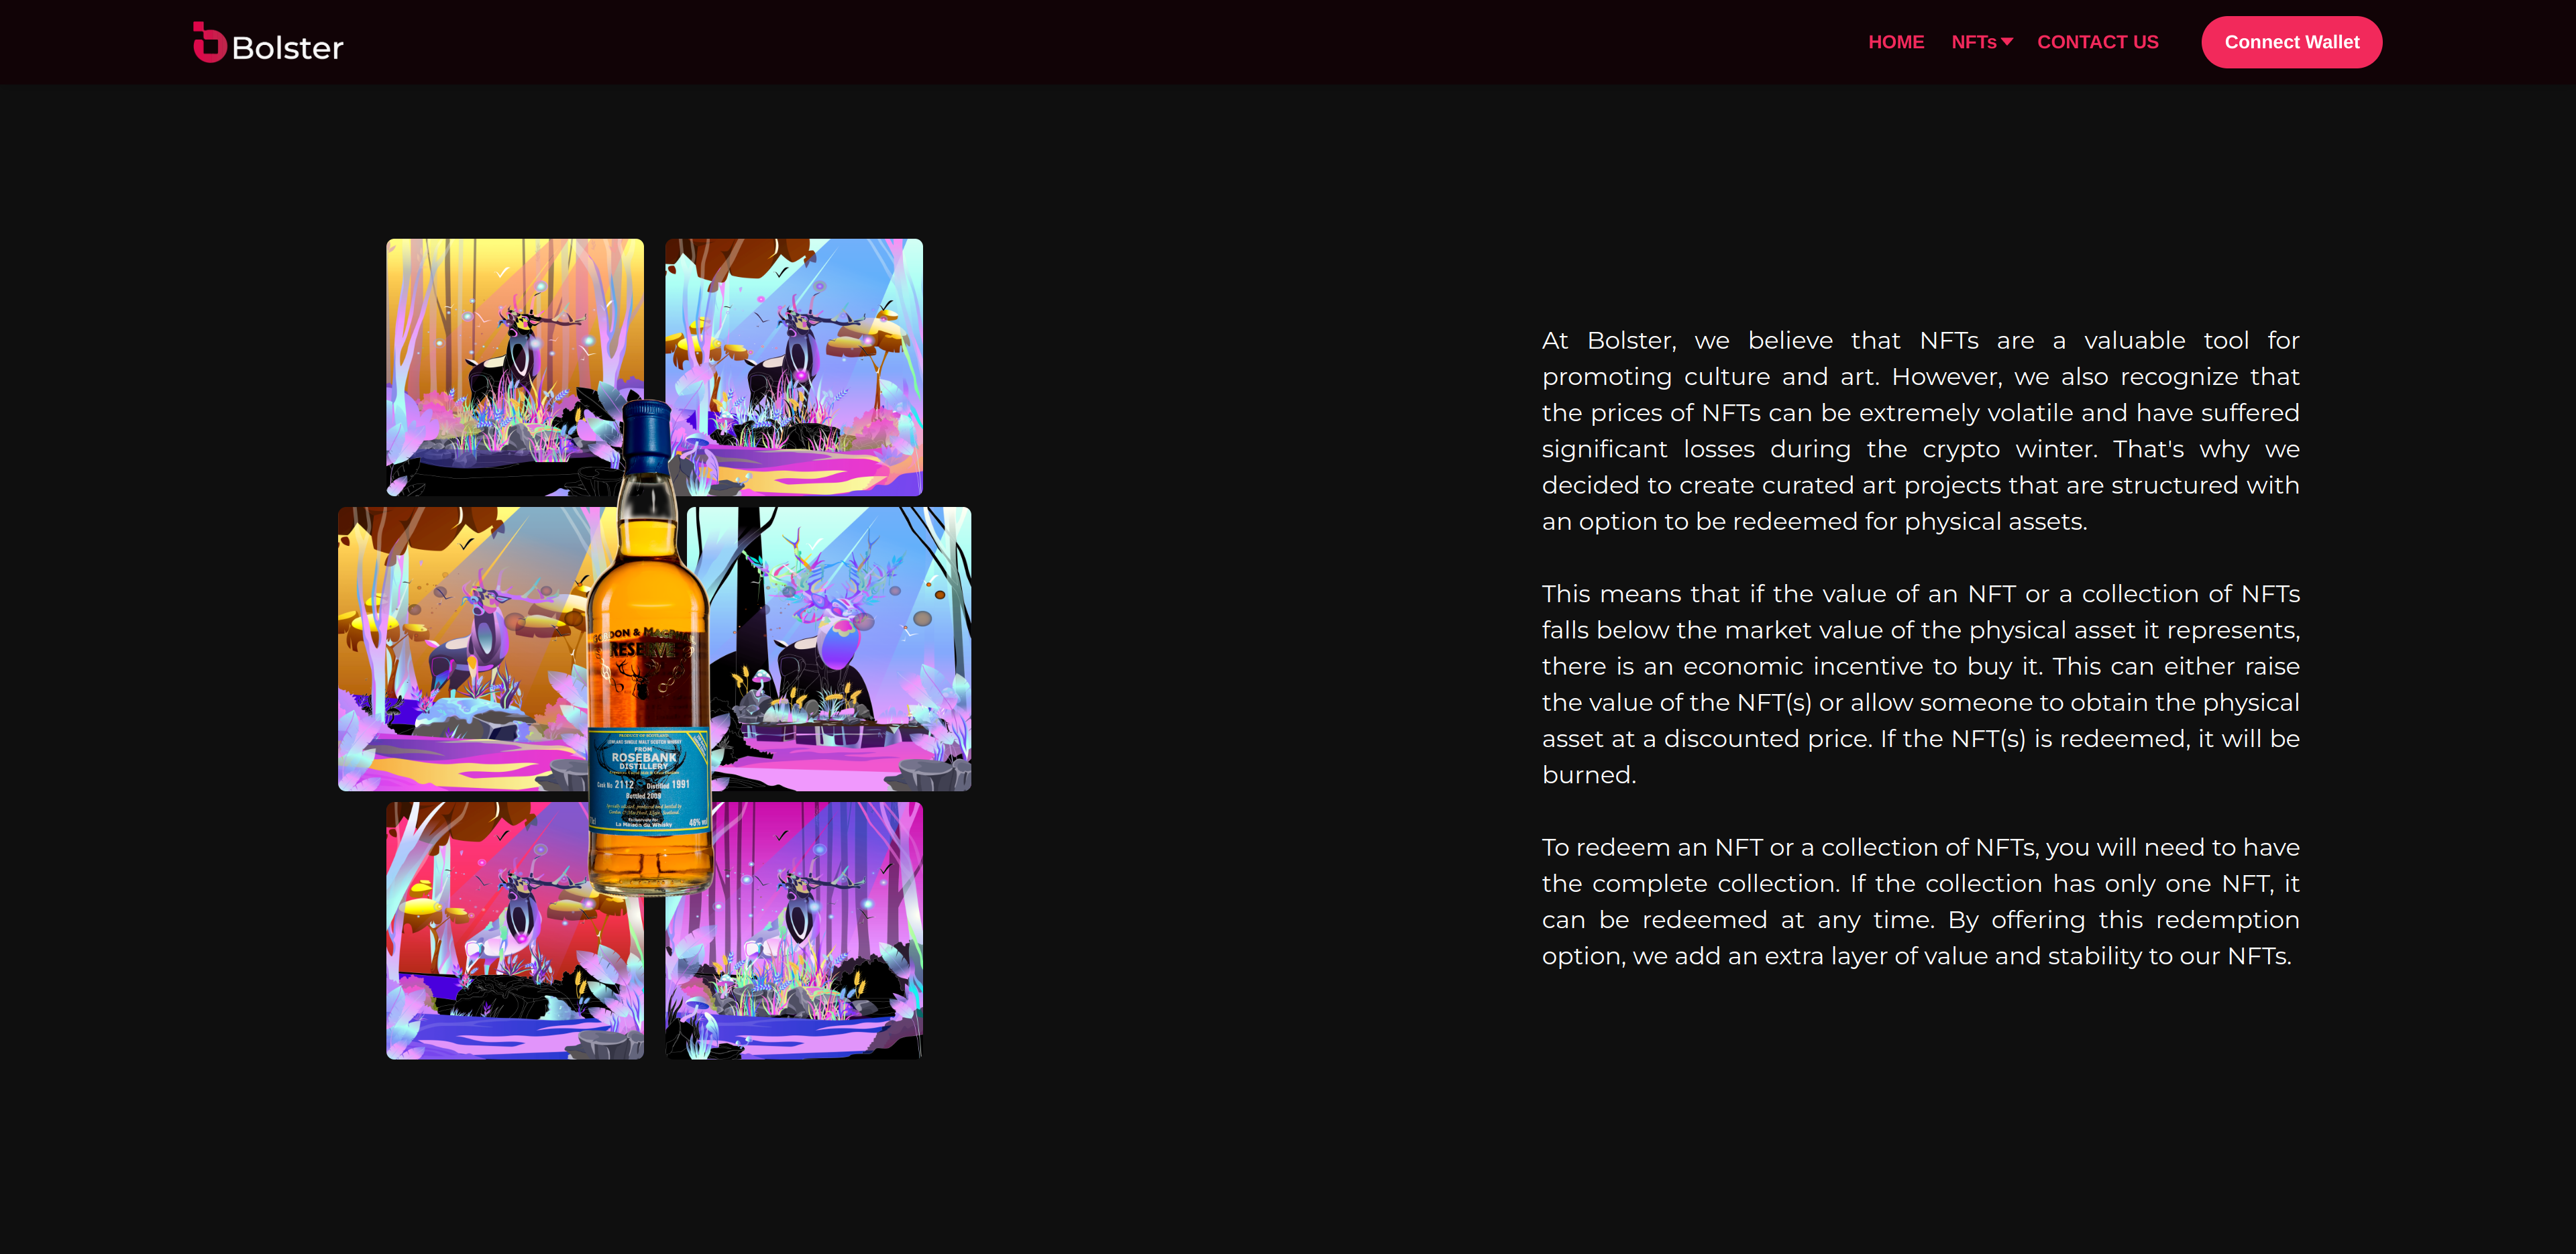 Bolster
HOME NFTs CONTACT US Connect Wallet
At Bolster, we believe that NFTs are a valuable tool for
promoting culture and art. However, we also recognize that
the prices of NFTs can be extremely volatile and have suffered
significant losses during the crypto winter. That's why we
decided to create curated art projects that are structured with
an option to be redeemed for physical assets.
This means that if the value of an NFT or a collection of NFTs
falls below the market value of the physical asset it represents,
there is an economic incentive to buy it. This can either raise
the value of the NFT(s) or allow someone to obtain the physical
asset at a discounted price. If the NFT(s) is redeemed, it will be
burned.
To redeem an NFT or a collection of NFTs, you will need to have
the complete collection. If the collection has only one NFT, it
can be redeemed at any time. By offering this redemption
option, we add an extra layer of value and stability to our NFTs.
RESERVE
PRODUCT OF SCOTLAND
FROM
ROSEBANK
DISTILLERY
Cask No 2112 Distilled 1991
Bottled 2008
La Maison du Whisky
46%